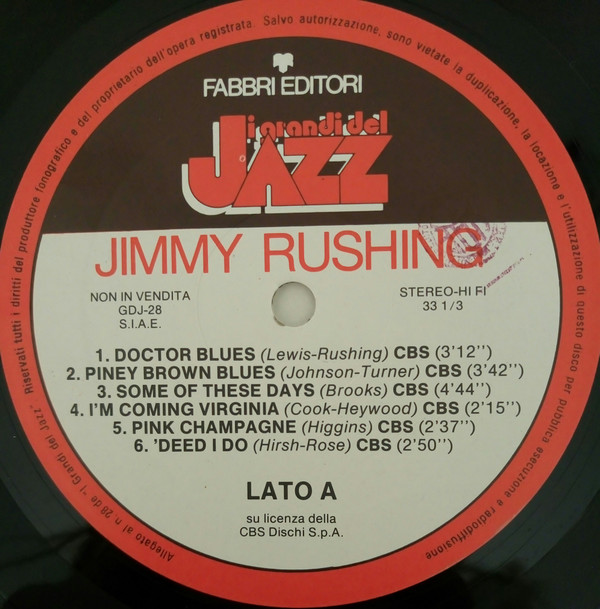 Riservati tutti i diritti del produttore fonografico e del proprietario dell'opera registrata. Salvo autorizzazione, sono vietate la duplicazione, la locazione e l'utilizzazione di questo disco per pubblica esecuzione e radiodiffusione
FABBRI EDITORI
i grandi del
JAZZ
JIMMY RUSHING
NON IN VENDITA
GDJ-28
S.I.A.E.
STEREO-HI FI
33 1/3
1. DOCTOR BLUES (Lewis-Rushing) CBS (3'12")
2. PINEY BROWN BLUES (Johnson-Turner) CBS (3'42")
3. SOME OF THESE DAYS (Brooks) CBS (4'44")
4. I'M COMING VIRGINIA (Cook-Heywood) CBS (2'15")
5. PINK CHAMPAGNE (Higgins) CBS (2'37")
6. 'DEED I DO (Hirsh-Rose) CBS (2'50")
LATO A
su licenza della
CBS Dischi S.p.A.
Allegato al n. 28 de "I Grandi del Jazz"